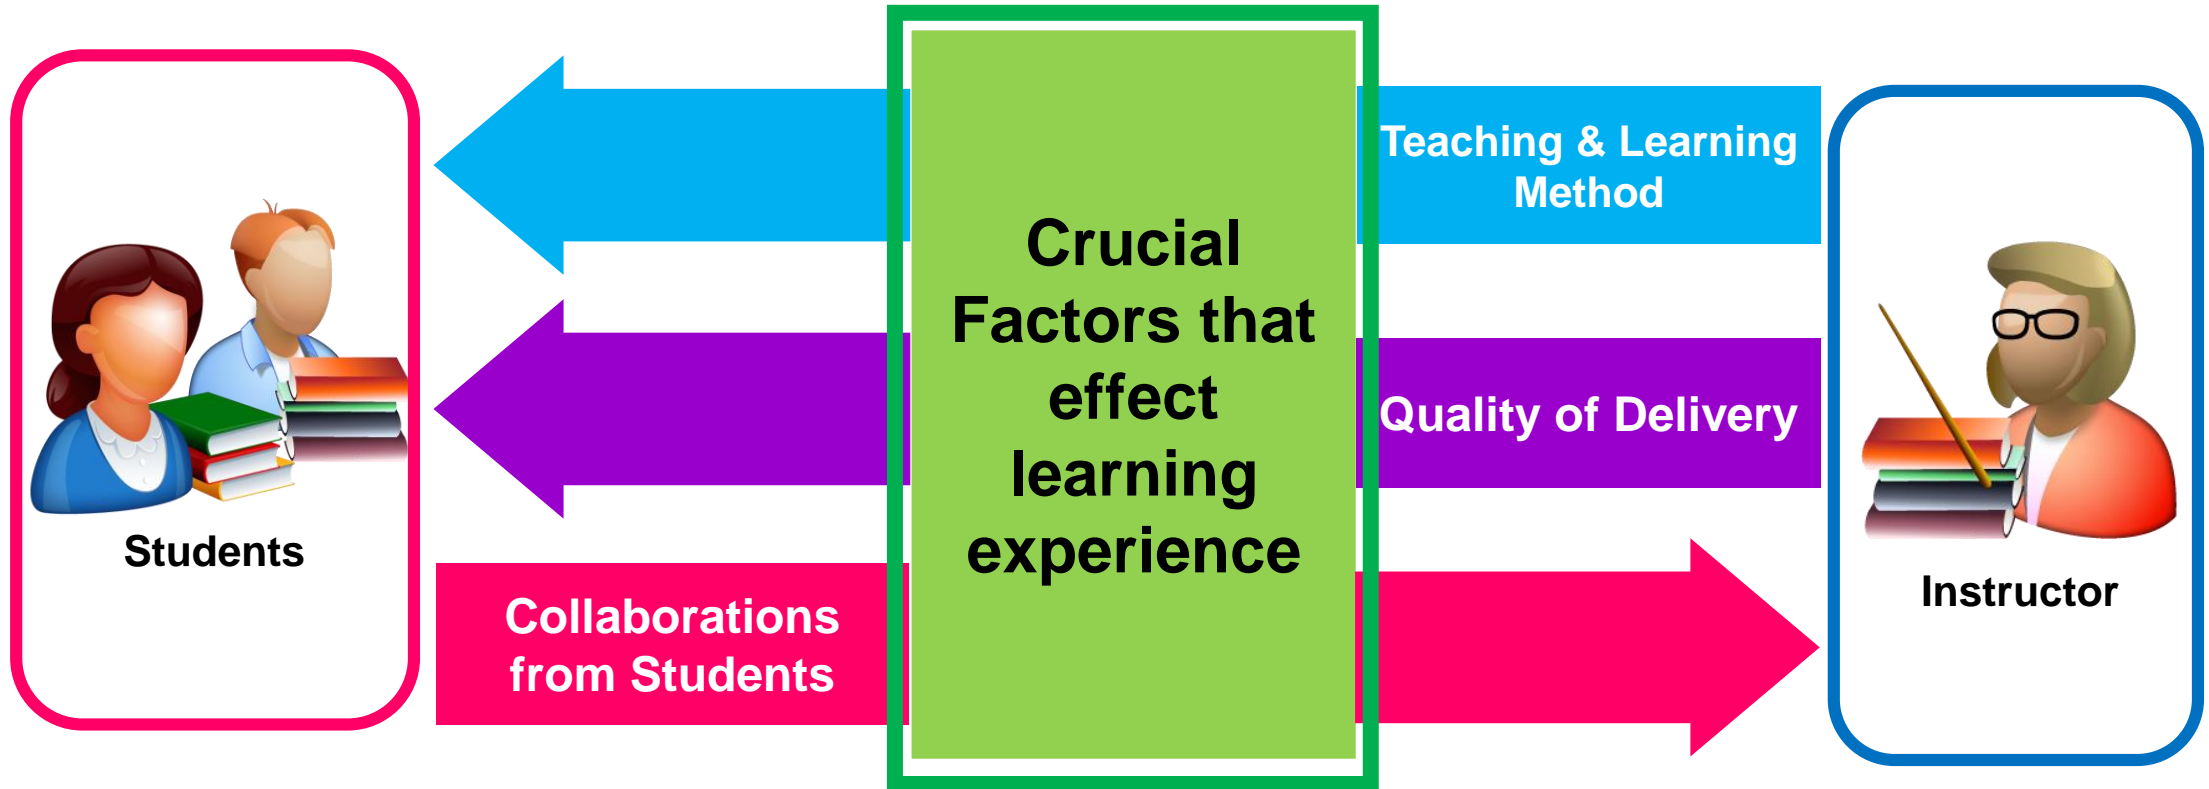 Students
Collaborations
from Students
Crucial
Factors that
effect
learning
experience
Teaching & Learning
Method
Quality of Delivery
Instructor